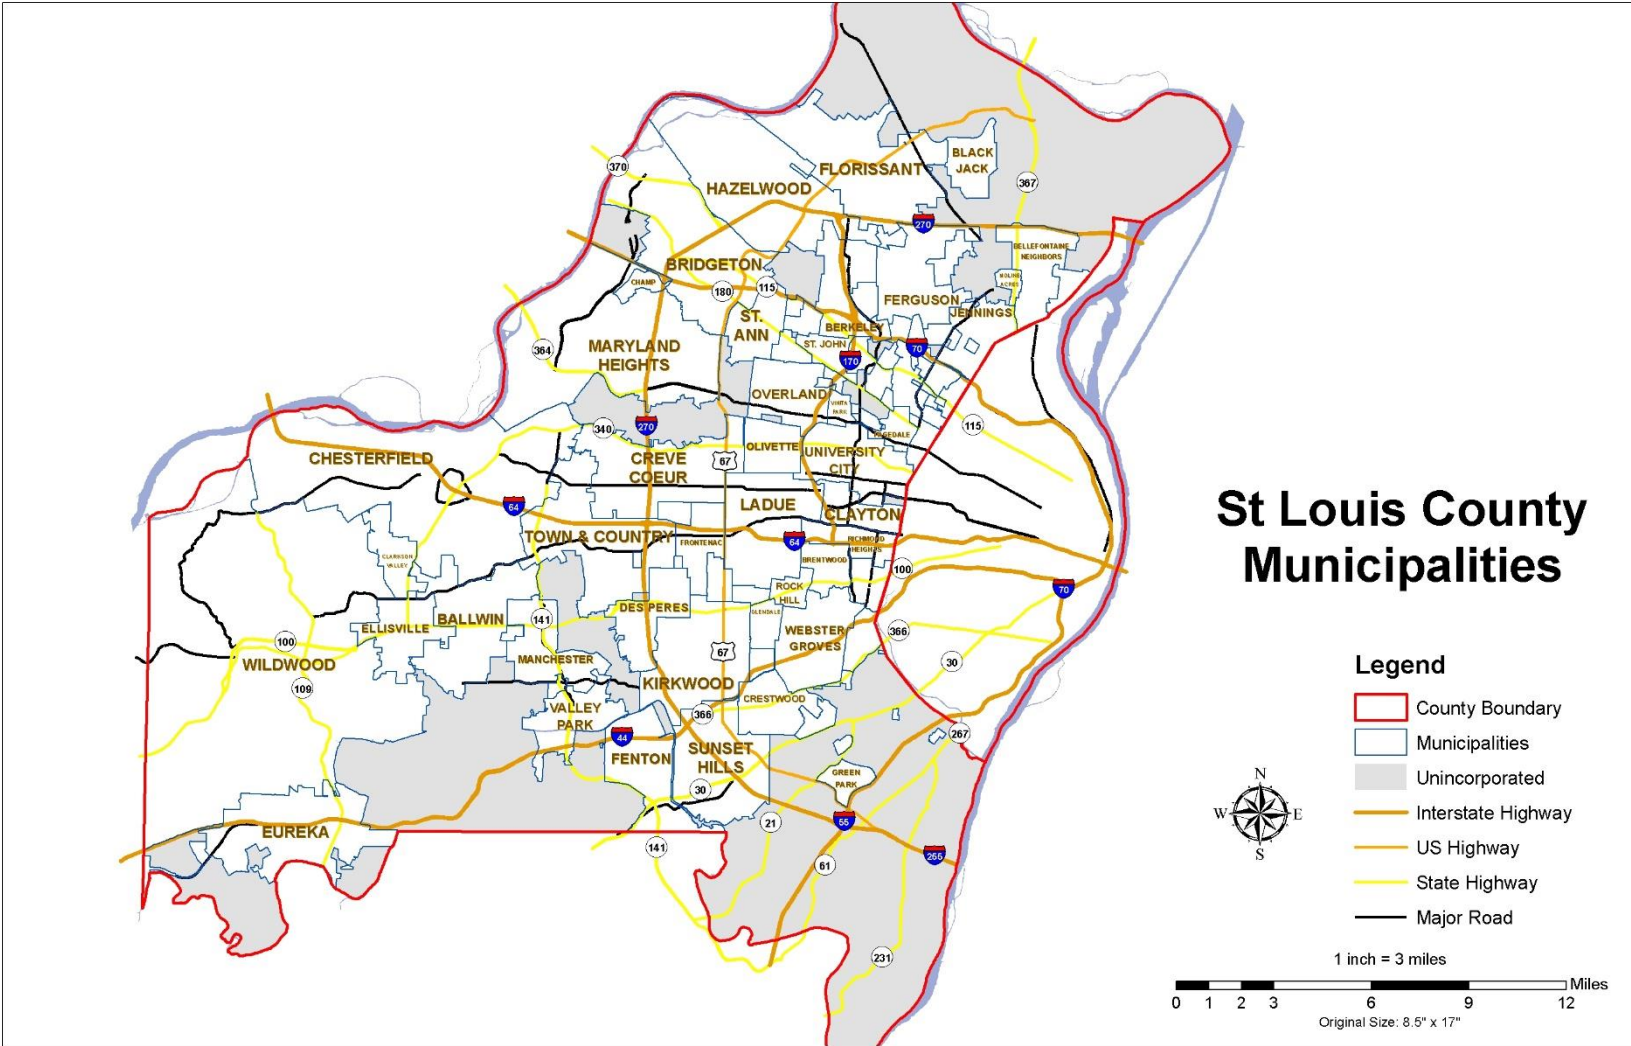 St Louis County
Municipalities
370
367
BLACK
JACK
FLORISSANT
HAZELWOOD
270
BELLEFONTAINE
NEIGHBORS
BRIDGETON
CHAMP
MOLINE
ACRES
180
115
FERGUSON
JENNINGS
ST.
ANN
BERKELEY
ST. JOHN
364
MARYLAND
HEIGHTS
170
70
OVERLAND
VINITA
PARK
340
270
115
CHESTERFIELD
CREVE
COEUR
67
OLIVETTE
UNIVERSITY
CITY
64
LADUE
CLAYTON
TOWN & COUNTRY
FRONTENAC
64
RICHMOND
HEIGHTS
BRENTWOOD
CLARKSON
VALLEY
100
70
ROCK
HILL
DES PERES
GLENDALE
BALLWIN
141
ELLISVILLE
WEBSTER
GROVES
366
100
WILDWOOD
109
MANCHESTER
67
30
KIRKWOOD
CRESTWOOD
VALLEY
PARK
366
44
FENTON
SUNSET
HILLS
267
GREEN
PARK
30
21
55
EUREKA
141
61
255
231
Legend
County Boundary
Municipalities
Unincorporated
Interstate Highway
US Highway
State Highway
Major Road
N
W E
S
1 inch = 3 miles
Miles
0 1 2 3 6 9 12
Original Size: 8.5" x 17"